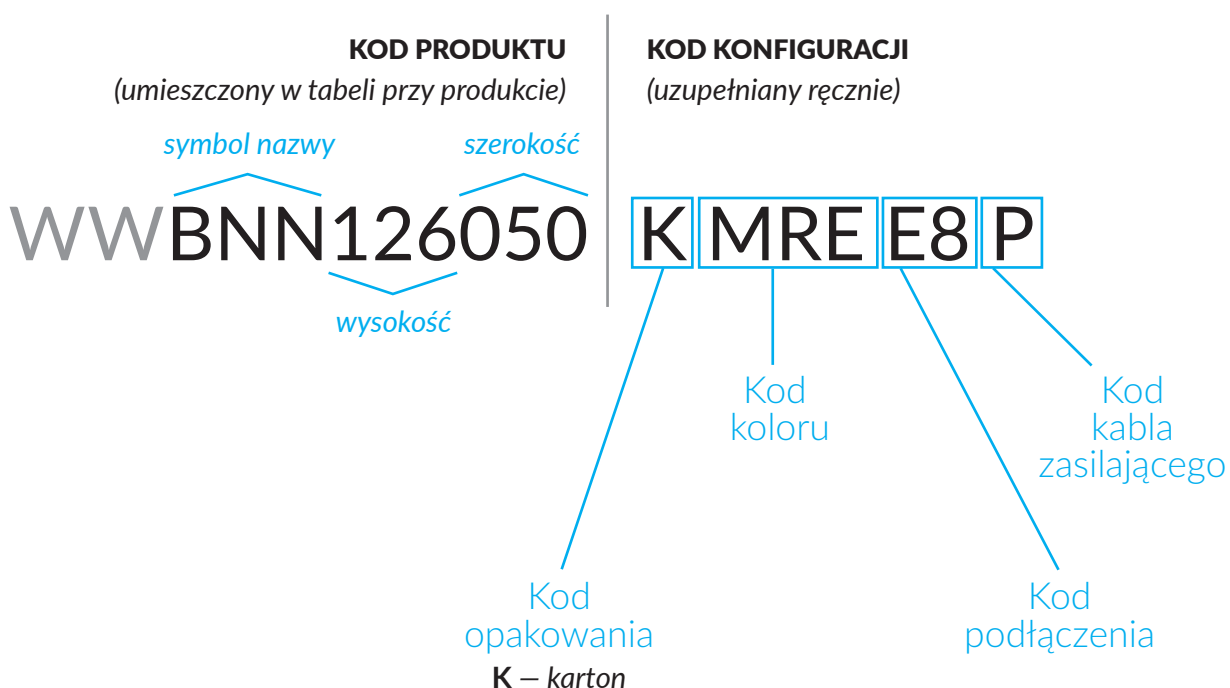 KOD PRODUKTU
(umieszczony w tabeli przy produkcie)
KOD KONFIGURACJI
(uzupełniany ręcznie)
symbol nazwy
szerokość
WWBNN126050 K MRE E8 P
wysokość
Kod
koloru
Kod
kabla
zasilającego
Kod
opakowania
K – karton
Kod
podłączenia